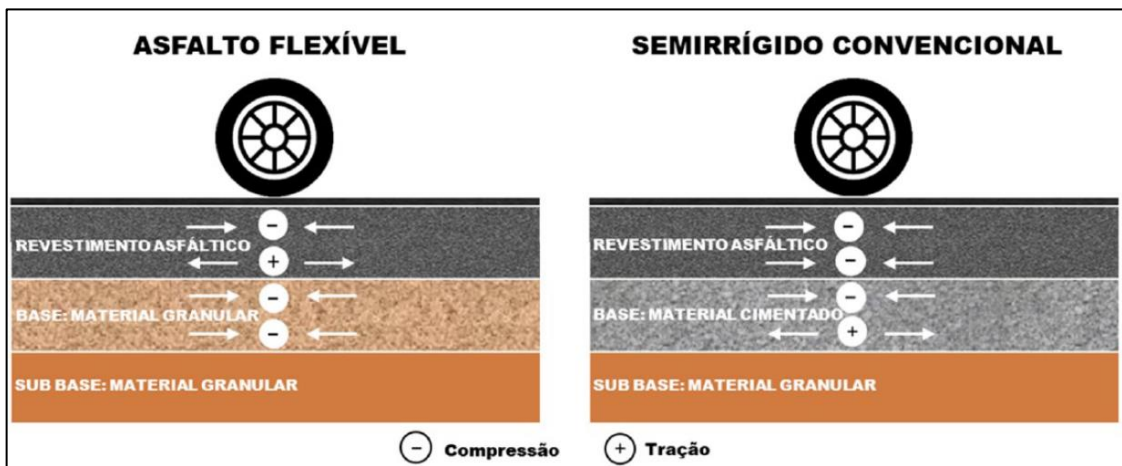 ASFALTO FLEXÍVEL
REVESTIMENTO ASFÁLTICO
BASE: MATERIAL GRANULAR
SUB BASE: MATERIAL GRANULAR
SEMIRRÍGIDO CONVENCIONAL
REVESTIMENTO ASFÁLTICO
BASE: MATERIAL CIMENTADO
SUB BASE: MATERIAL GRANULAR
- Compressão
+ Tração